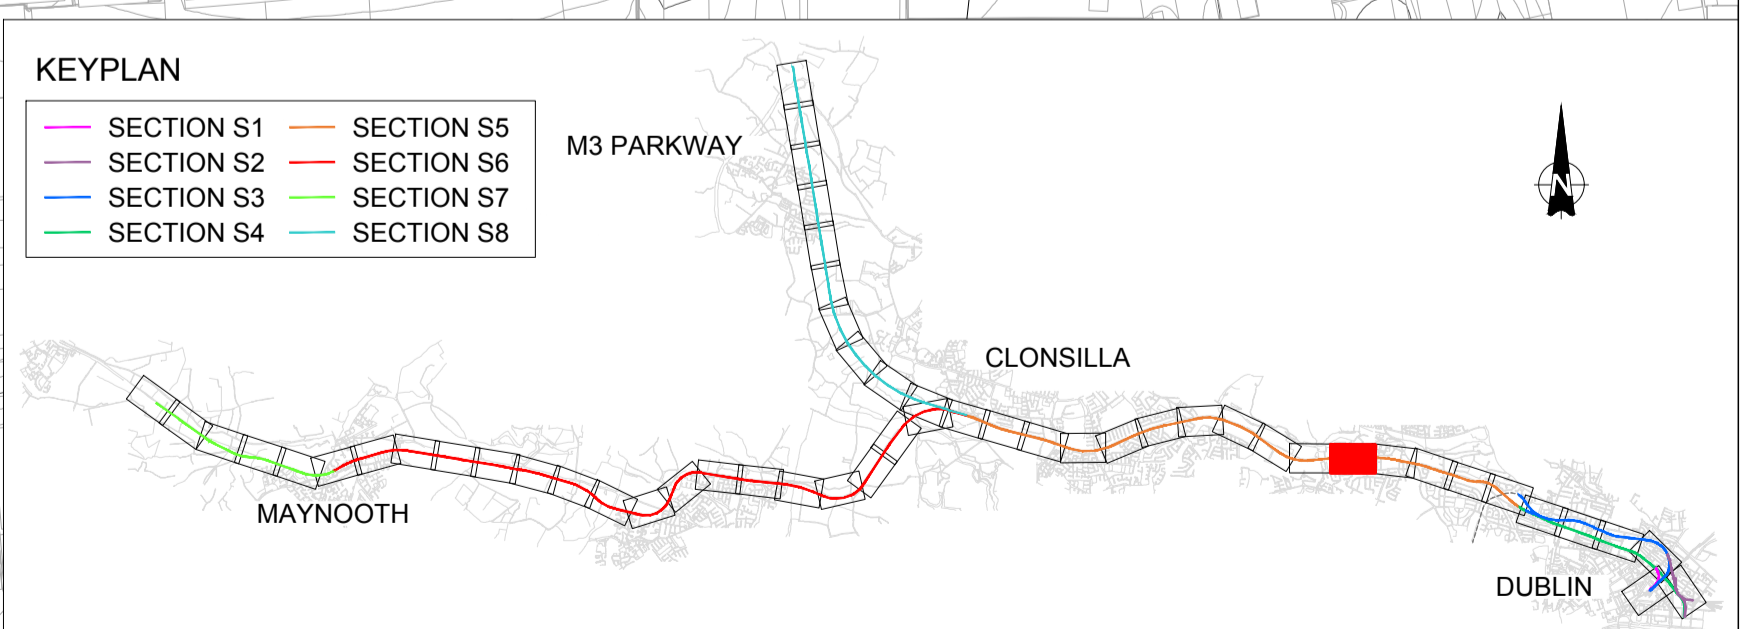 KEYPLAN
SECTION S1 SECTION S5
SECTION S2 SECTION S6
SECTION S3 SECTION S7
SECTION S4 SECTION S8
M3 PARKWAY
N
CLONSILLA
MAYNOOTH
DUBLIN